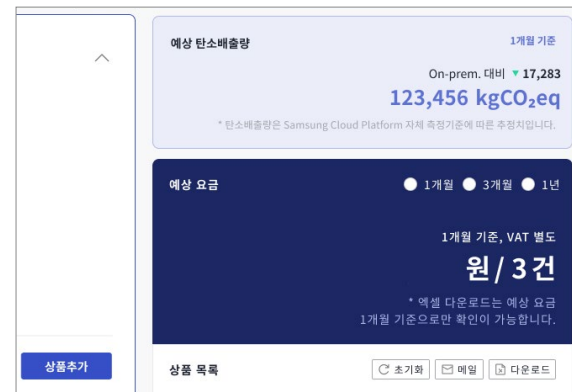 예상 탄소배출량
1개월 기준
On-prem. 대비 ▼ 17,283
123,456 kgCO₂eq
* 탄소배출량은 Samsung Cloud Platform 자체 측정기준에 따른 추정치입니다.
예상 요금
1개월 3개월 1년
1개월 기준, VAT 별도
원 / 3 건
* 엑셀 다운로드는 예상 요금
1개월 기준으로만 확인이 가능합니다.
상품추가
상품 목록
초기화 메일 다운로드